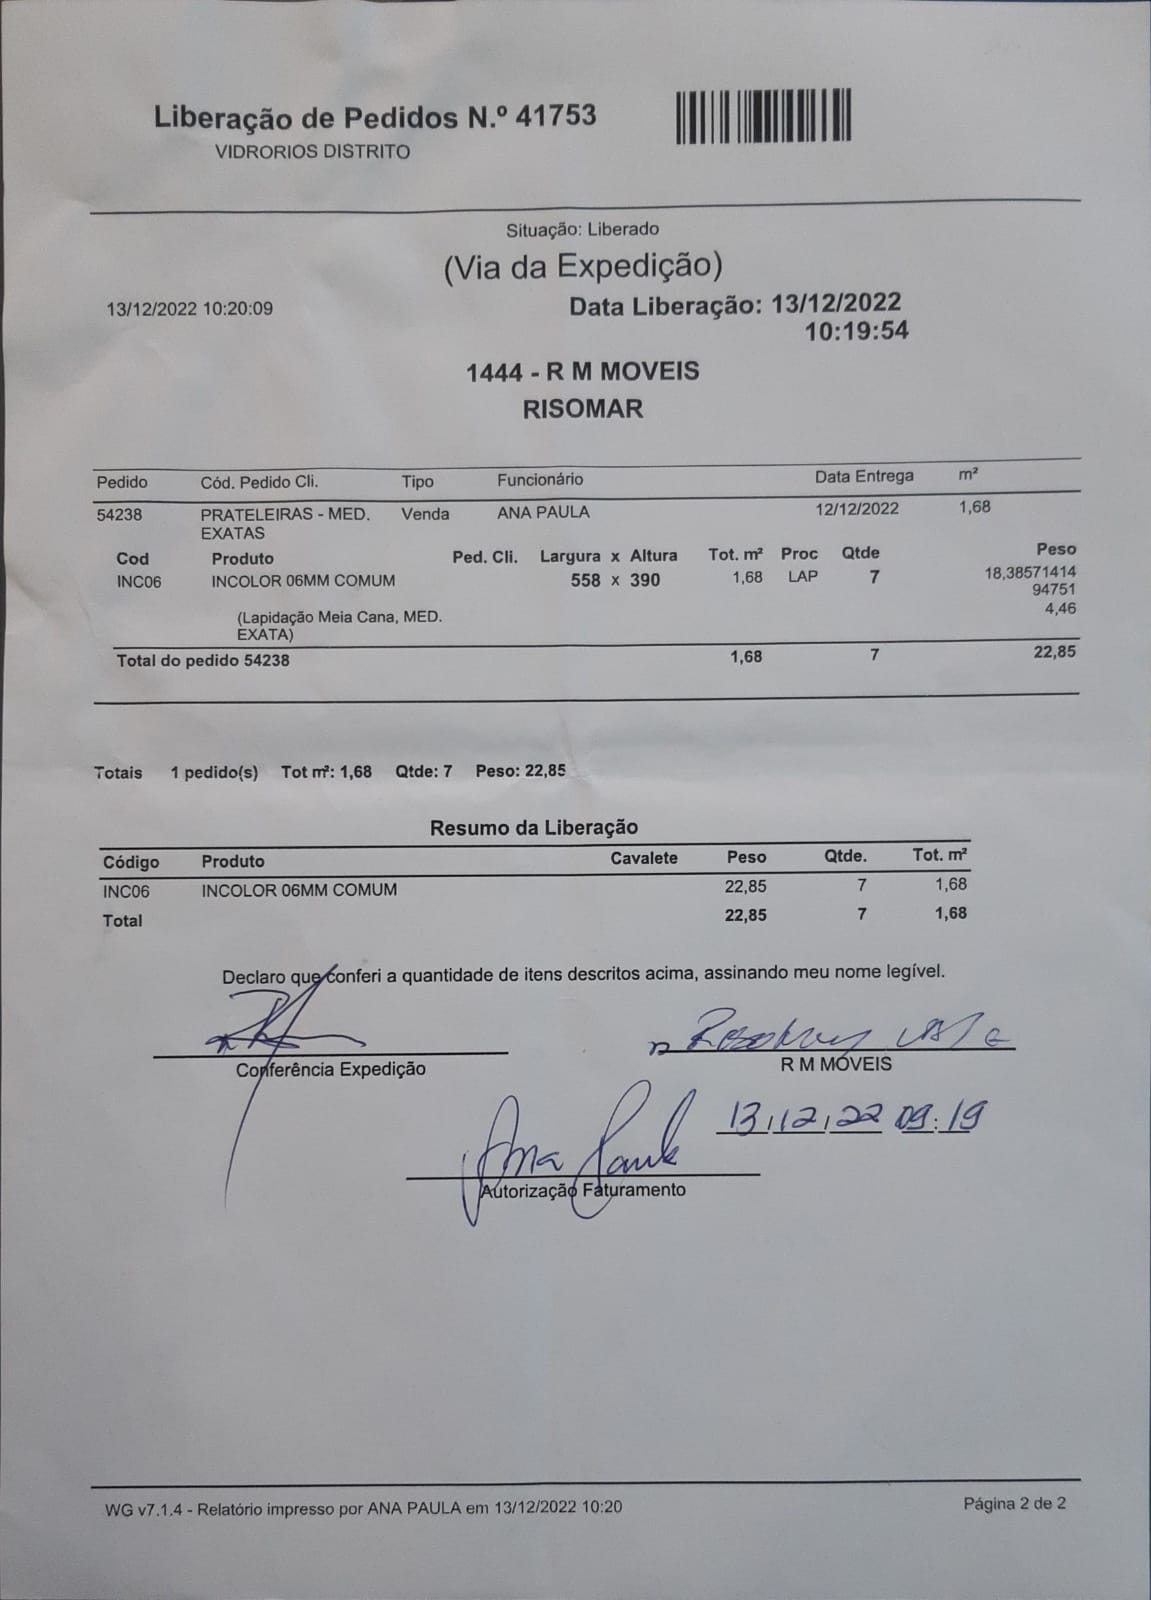 Liberação de Pedidos N.º 41753
VIDRORIOS DISTRITO
Situação: Liberado
(Via da Expedição)
13/12/2022 10:20:09
Data Liberação: 13/12/2022
10:19:54
1444 - R M MOVEIS
RISOMAR
Pedido Cód. Pedido Cli. Tipo Funcionário Data Entrega m²
54238 PRATELEIRAS - MED. Venda ANA PAULA 12/12/2022 1,68
EXATAS
Cod Produto Ped. Cli. Largura x Altura Tot. m² Proc Qtde Peso
INC06 INCOLOR 06MM COMUM 558 x 390 1,68 LAP 7 18,38571414
94751
(Lapidação Meia Cana, MED. 4,46
EXATA)
Total do pedido 54238 1,68 7 22,85
Totais 1 pedido(s) Tot m²: 1,68 Qtde: 7 Peso: 22,85
Resumo da Liberação
Código Produto Cavalete Peso Qtde. Tot. m²
INC06 INCOLOR 06MM COMUM 22,85 7 1,68
Total 22,85 7 1,68
Declaro que conferi a quantidade de itens descritos acima, assinando meu nome legível.
Conferência Expedição
R M MÓVEIS
13,12,22 09:19
Ana Paula
Autorização Faturamento
WG v7.1.4 - Relatório impresso por ANA PAULA em 13/12/2022 10:20
Página 2 de 2